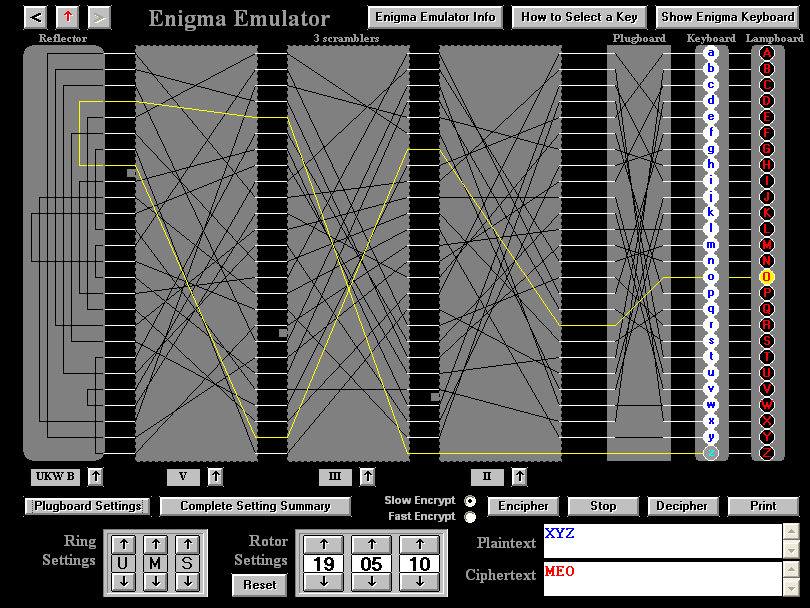 < ↑ > Enigma Emulator Enigma Emulator Info How to Select a Key Show Enigma Keyboard
Reflector 3 scramblers Plugboard Keyboard Lampboard
a A
b B
c C
d D
e E
f F
g G
h H
i I
j J
k K
l L
m M
n N
o O
p P
q Q
r R
s S
t T
u U
v V
w W
x X
y Y
z Z
UKW B ↑ V ↑ III ↑ II ↑
Plugboard Settings Complete Setting Summary Slow Encrypt Encipher Stop Decipher Print
Fast Encrypt
Ring Settings ↑ ↑ ↑ Rotor Settings ↑ ↑ ↑ Plaintext XYZ
U M S 19 05 10
↓ ↓ ↓ Reset ↓ ↓ ↓ Ciphertext MEO